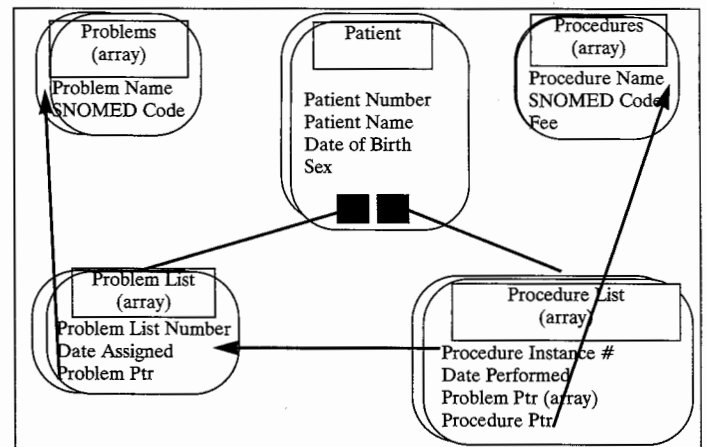 Problems
(array)
Problem Name
SNOMED Code
Patient
Patient Number
Patient Name
Date of Birth
Sex
Procedures
(array)
Procedure Name
SNOMED Code
Fee
Problem List
(array)
Problem List Number
Date Assigned
Problem Ptr
Procedure List
(array)
Procedure Instance #
Date Performed
Problem Ptr (array)
Procedure Ptr